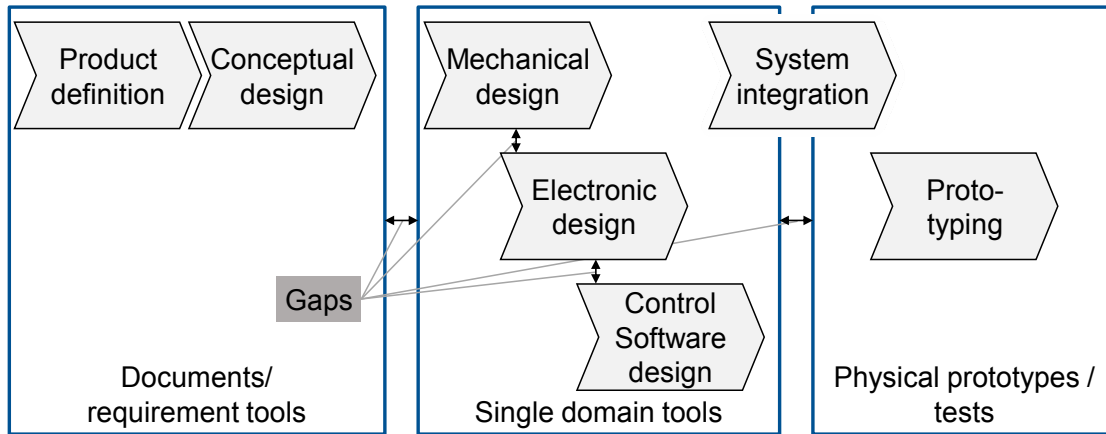 Product
definition
Conceptual
design
Mechanical
design
System
integration
Electronic
design
Proto-
typing
Gaps
Control
Software
design
Documents/
requirement tools
Single domain tools
Physical prototypes /
tests